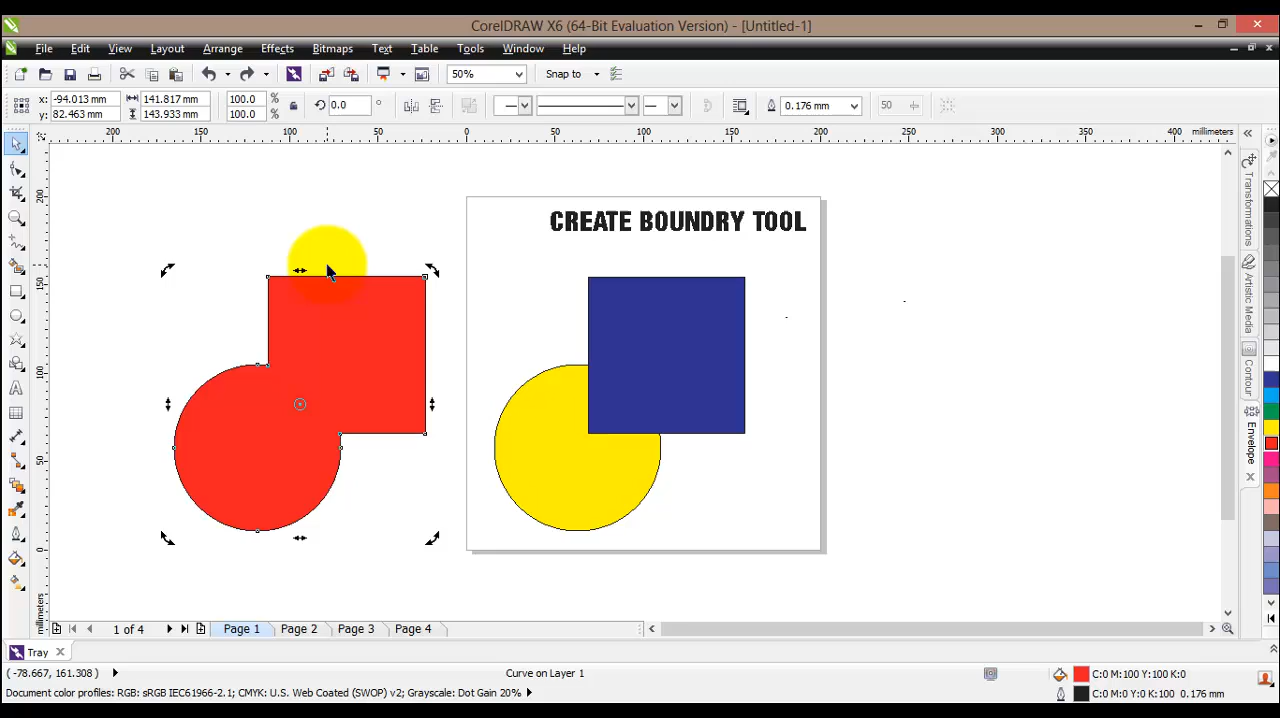 CorelDRAW X6 (64-Bit Evaluation Version) - [Untitled-1]
File Edit View Layout Arrange Effects Bitmaps Text Table Tools Window Help
50% Snap to
x: -94.013 mm 141.817 mm 100.0 % 0.0 ° 0.176 mm 50
y: 82.463 mm 143.933 mm 100.0 %
200 150 100 50 0 50 100 150 200 250 300 350 400 millimeters
200
150
100
50
0
millimeters
CREATE BOUNDRY TOOL
Transformations
Artistic Media
Contour
Envelope
1 of 4 Page 1 Page 2 Page 3 Page 4
Tray
(-78.667, 161.308) Curve on Layer 1 C:0 M:100 Y:100 K:0
Document color profiles: RGB: sRGB IEC61966-2.1; CMYK: U.S. Web Coated (SWOP) v2; Grayscale: Dot Gain 20% C:0 M:0 Y:0 K:100 0.176 mm